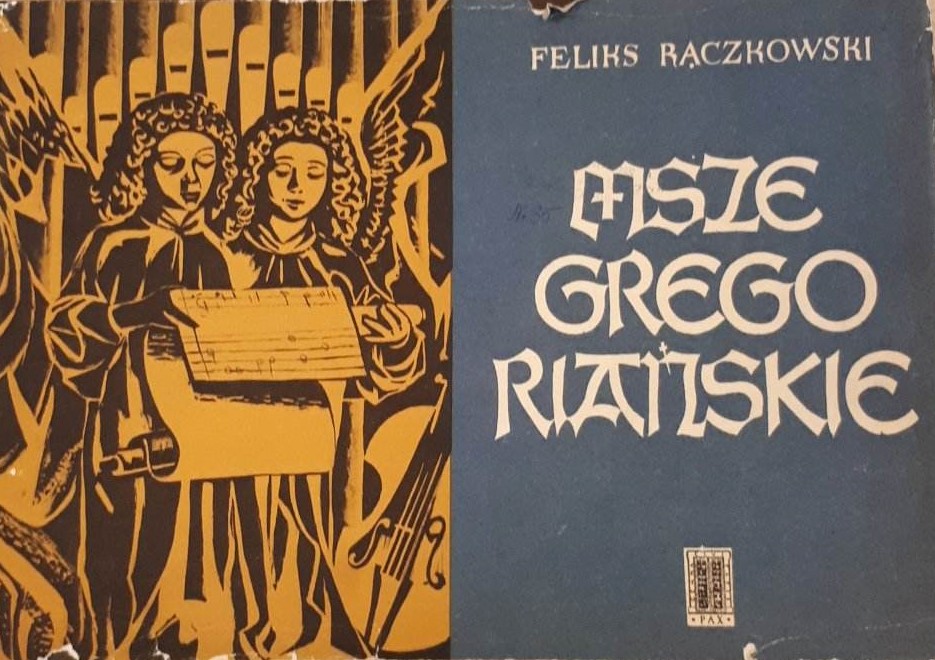 FELIKS RĄCZKOWSKI
MSZE
GREGO
RIAŃSKIE
PAX